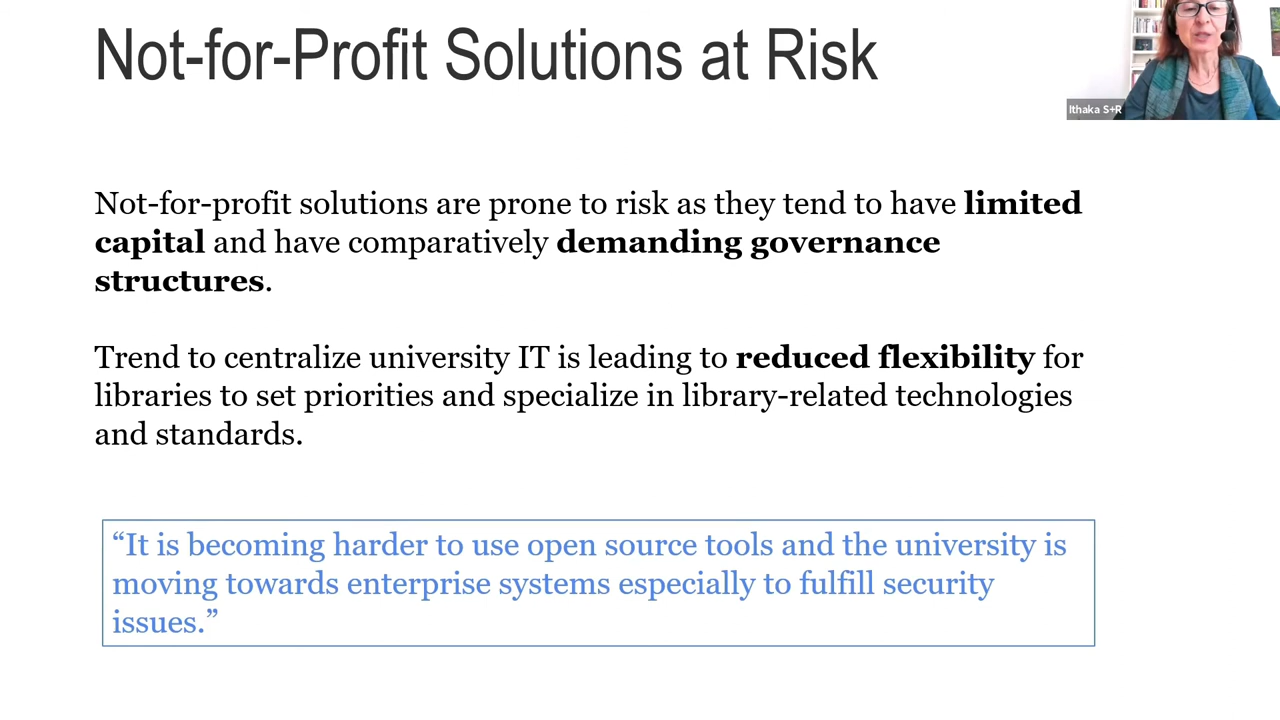 Not-for-Profit Solutions at Risk
Ithaka S+R
Not-for-profit solutions are prone to risk as they tend to have limited
capital and have comparatively demanding governance
structures.
Trend to centralize university IT is leading to reduced flexibility for
libraries to set priorities and specialize in library-related technologies
and standards.
“It is becoming harder to use open source tools and the university is
moving towards enterprise systems especially to fulfill security
issues.”